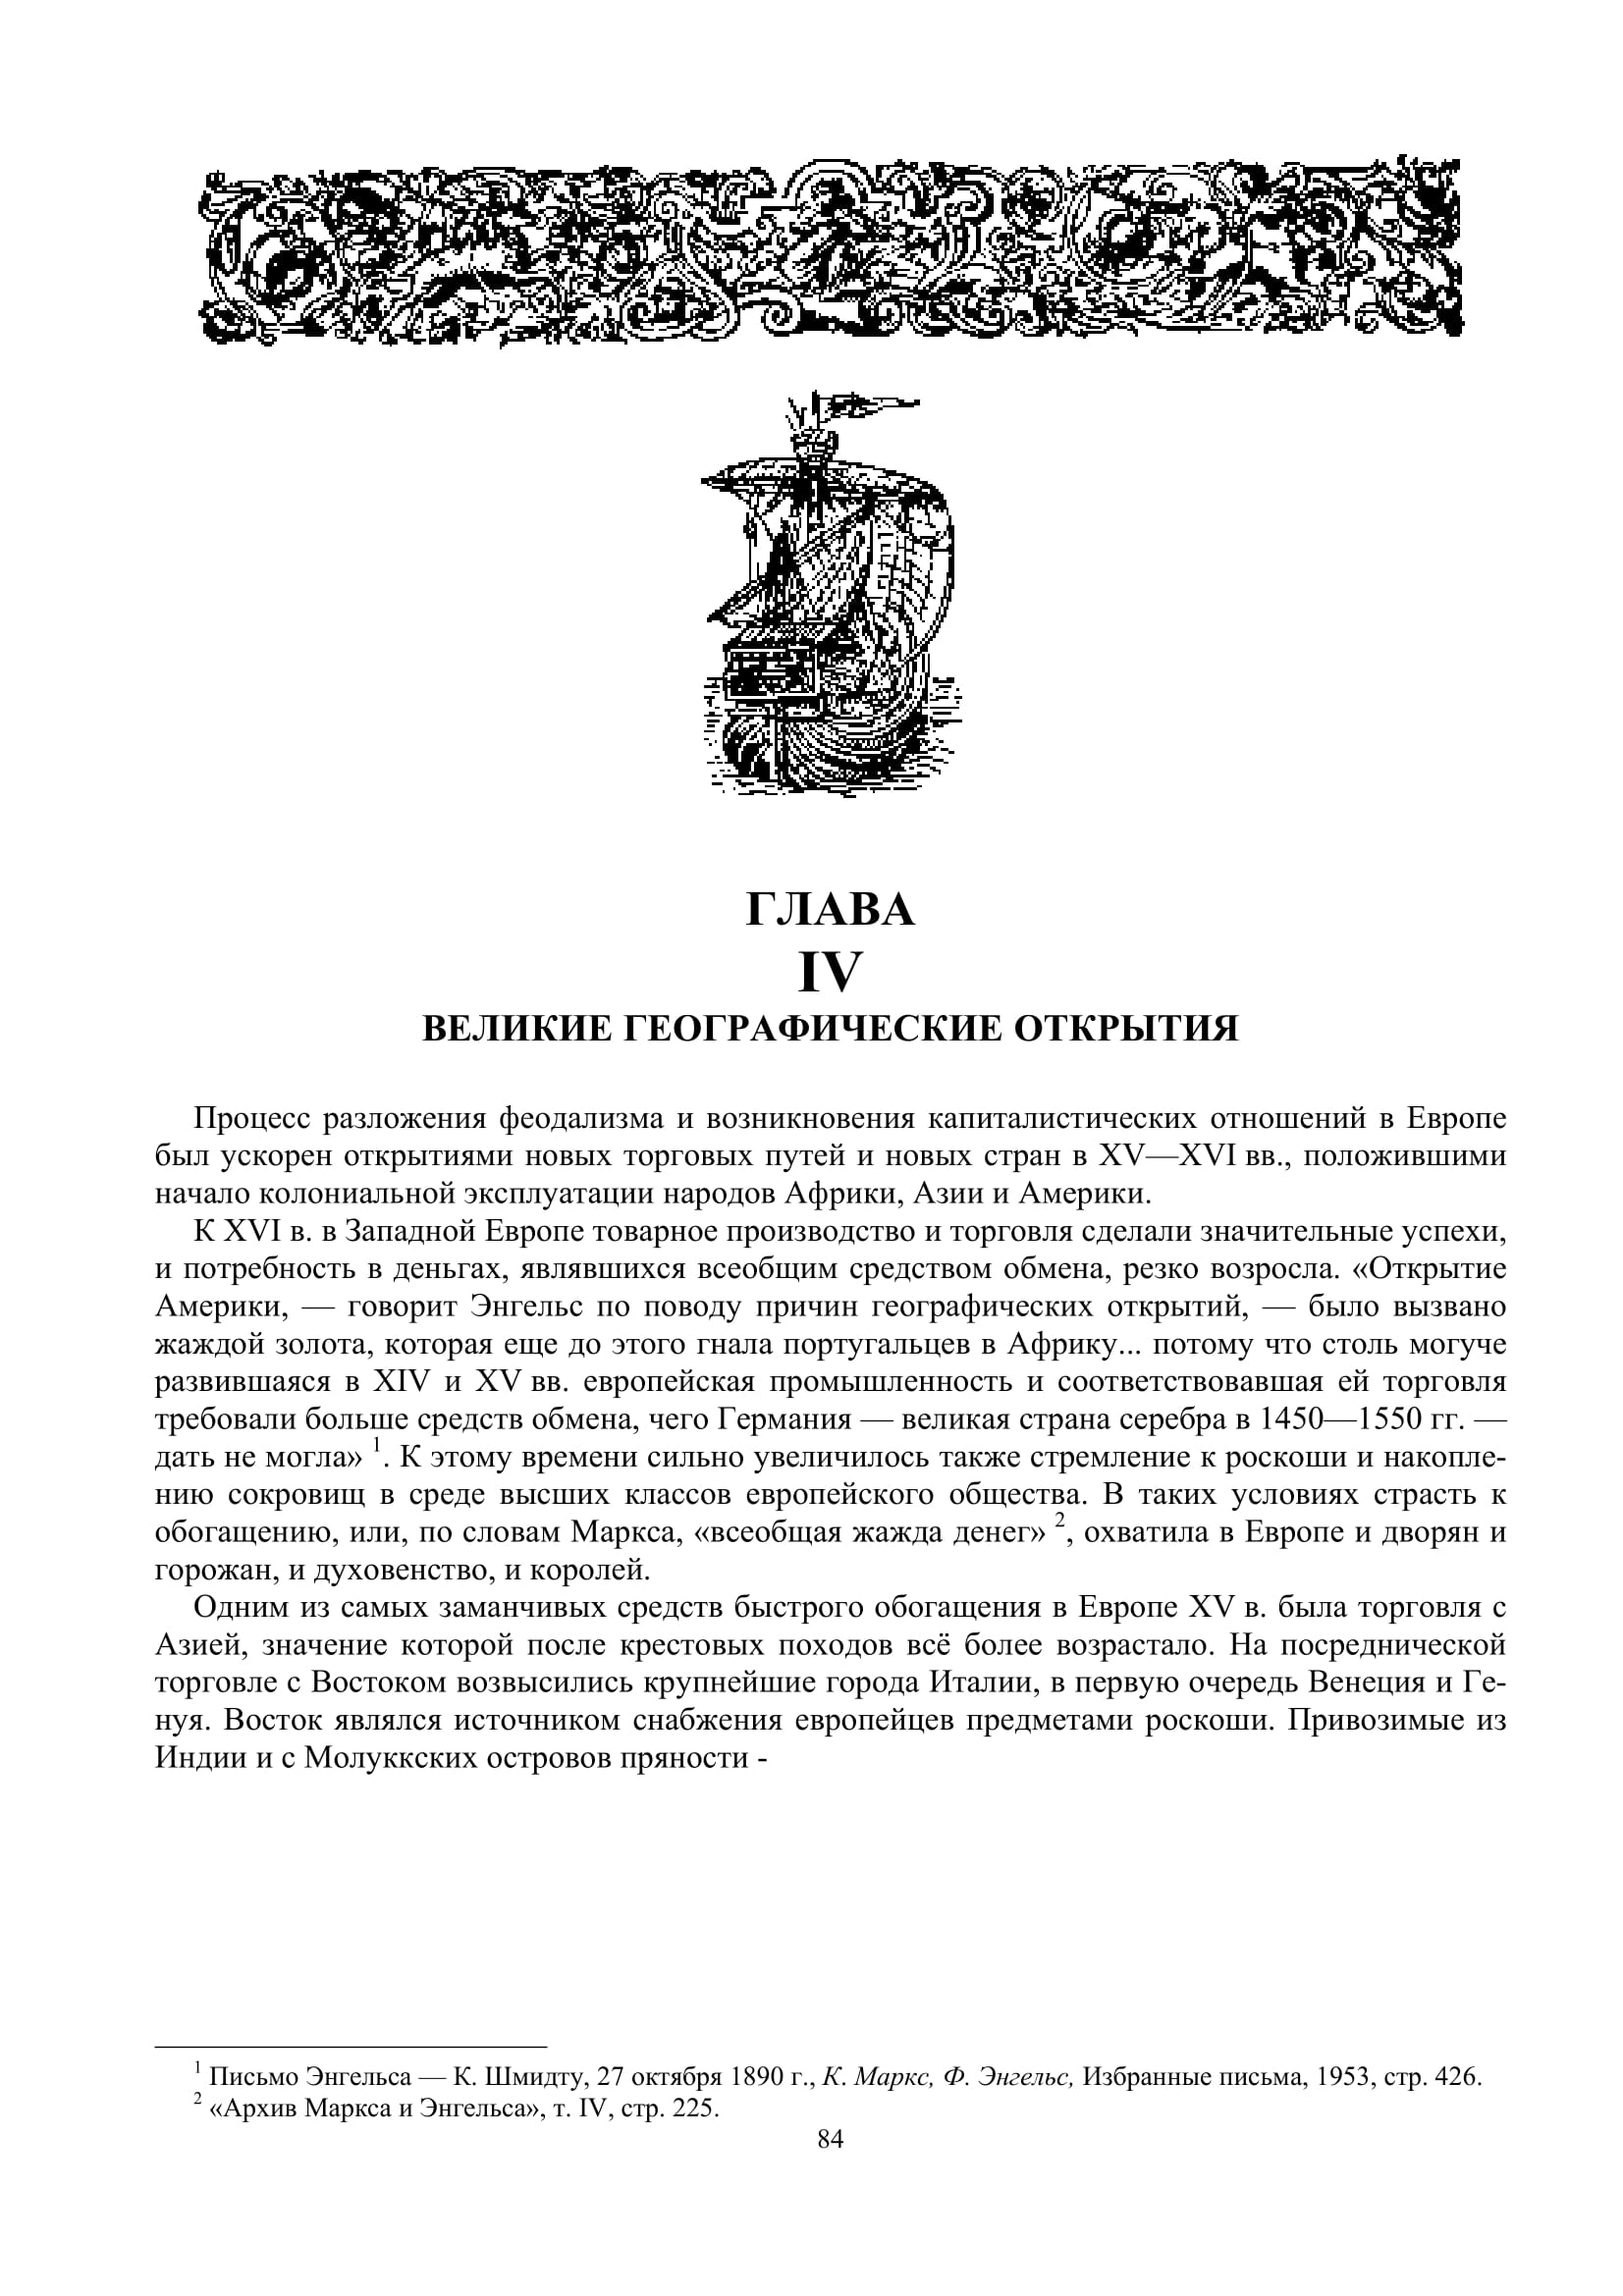 ГЛАВА
IV
ВЕЛИКИЕ ГЕОГРАФИЧЕСКИЕ ОТКРЫТИЯ
Процесс разложения феодализма и возникновения капиталистических отношений в Европе
был ускорен открытиями новых торговых путей и новых стран в XV—XVI вв., положившими
начало колониальной эксплуатации народов Африки, Азии и Америки.
К XVI в. в Западной Европе товарное производство и торговля сделали значительные успехи,
и потребность в деньгах, являвшихся всеобщим средством обмена, резко возросла. «Открытие
Америки, — говорит Энгельс по поводу причин географических открытий, — было вызвано
жаждой золота, которая еще до этого гнала португальцев в Африку... потому что столь могуче
развившаяся в XIV и XV вв. европейская промышленность и соответствовавшая ей торговля
требовали больше средств обмена, чего Германия — великая страна серебра в 1450—1550 гг. —
дать не могла» 1. К этому времени сильно увеличилось также стремление к роскоши и накопле-
нию сокровищ в среде высших классов европейского общества. В таких условиях страсть к
обогащению, или, по словам Маркса, «всеобщая жажда денег» 2, охватила в Европе и дворян и
горожан, и духовенство, и королей.
Одним из самых заманчивых средств быстрого обогащения в Европе XV в. была торговля с
Азией, значение которой после крестовых походов всё более возрастало. На посреднической
торговле с Востоком возвысились крупнейшие города Италии, в первую очередь Венеция и Ге-
нуя. Восток являлся источником снабжения европейцев предметами роскоши. Привозимые из
Индии и с Молуккских островов пряности -
1 Письмо Энгельса — К. Шмидту, 27 октября 1890 г., К. Маркс, Ф. Энгельс, Избранные письма, 1953, стр. 426.
2 «Архив Маркса и Энгельса», т. IV, стр. 225.
84